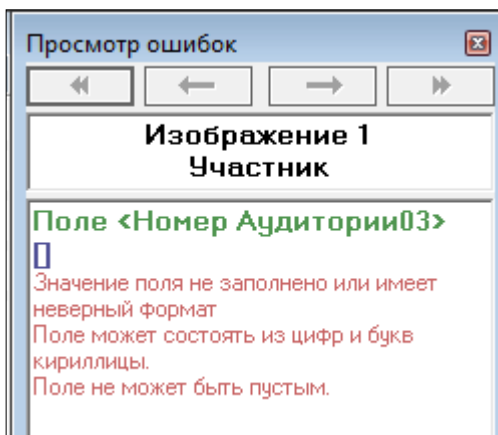 Просмотр ошибок
Изображение 1
Участник
Поле <Номер Аудитории03>
[]
Значение поля не заполнено или имеет
неверный формат
Поле может состоять из цифр и букв
кириллицы.
Поле не может быть пустым.